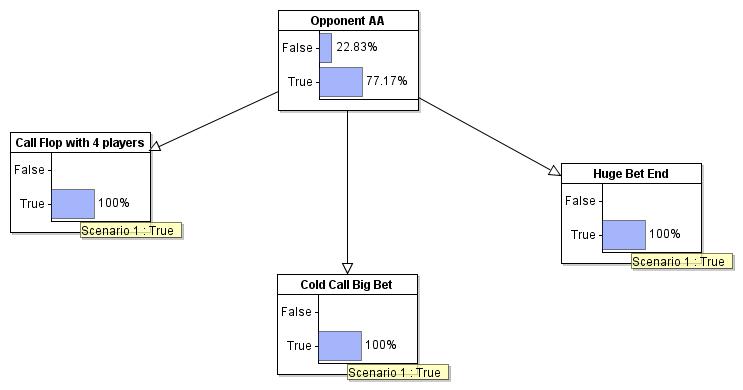 Opponent AA
False
22.83%
True
77.17%
Call Flop with 4 players
False
True
100%
Scenario 1 : True
Huge Bet End
False
True
100%
Scenario 1 : True
Cold Call Big Bet
False
True
100%
Scenario 1 : True